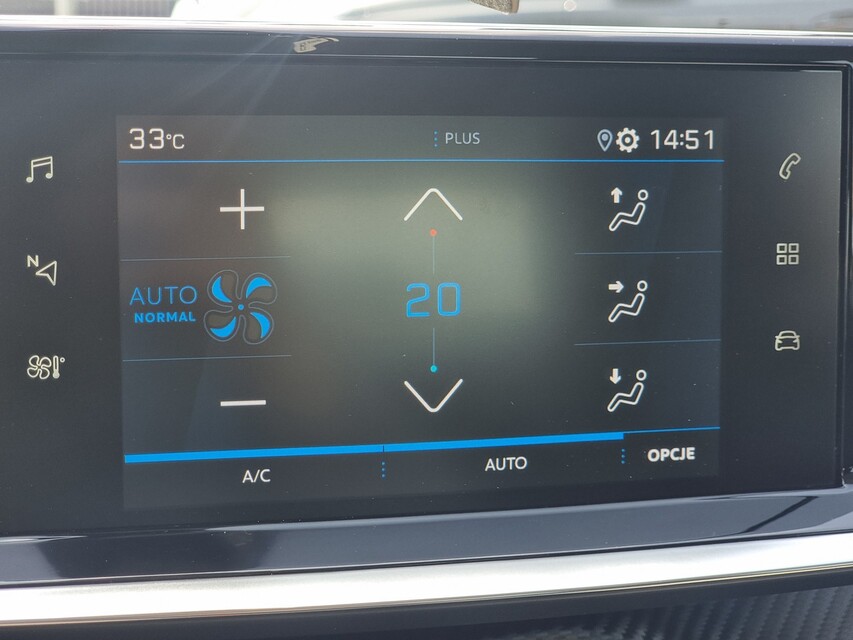 33°C PLUS 14:51
N
AUTO
NORMAL
20
A/C AUTO OPCJE